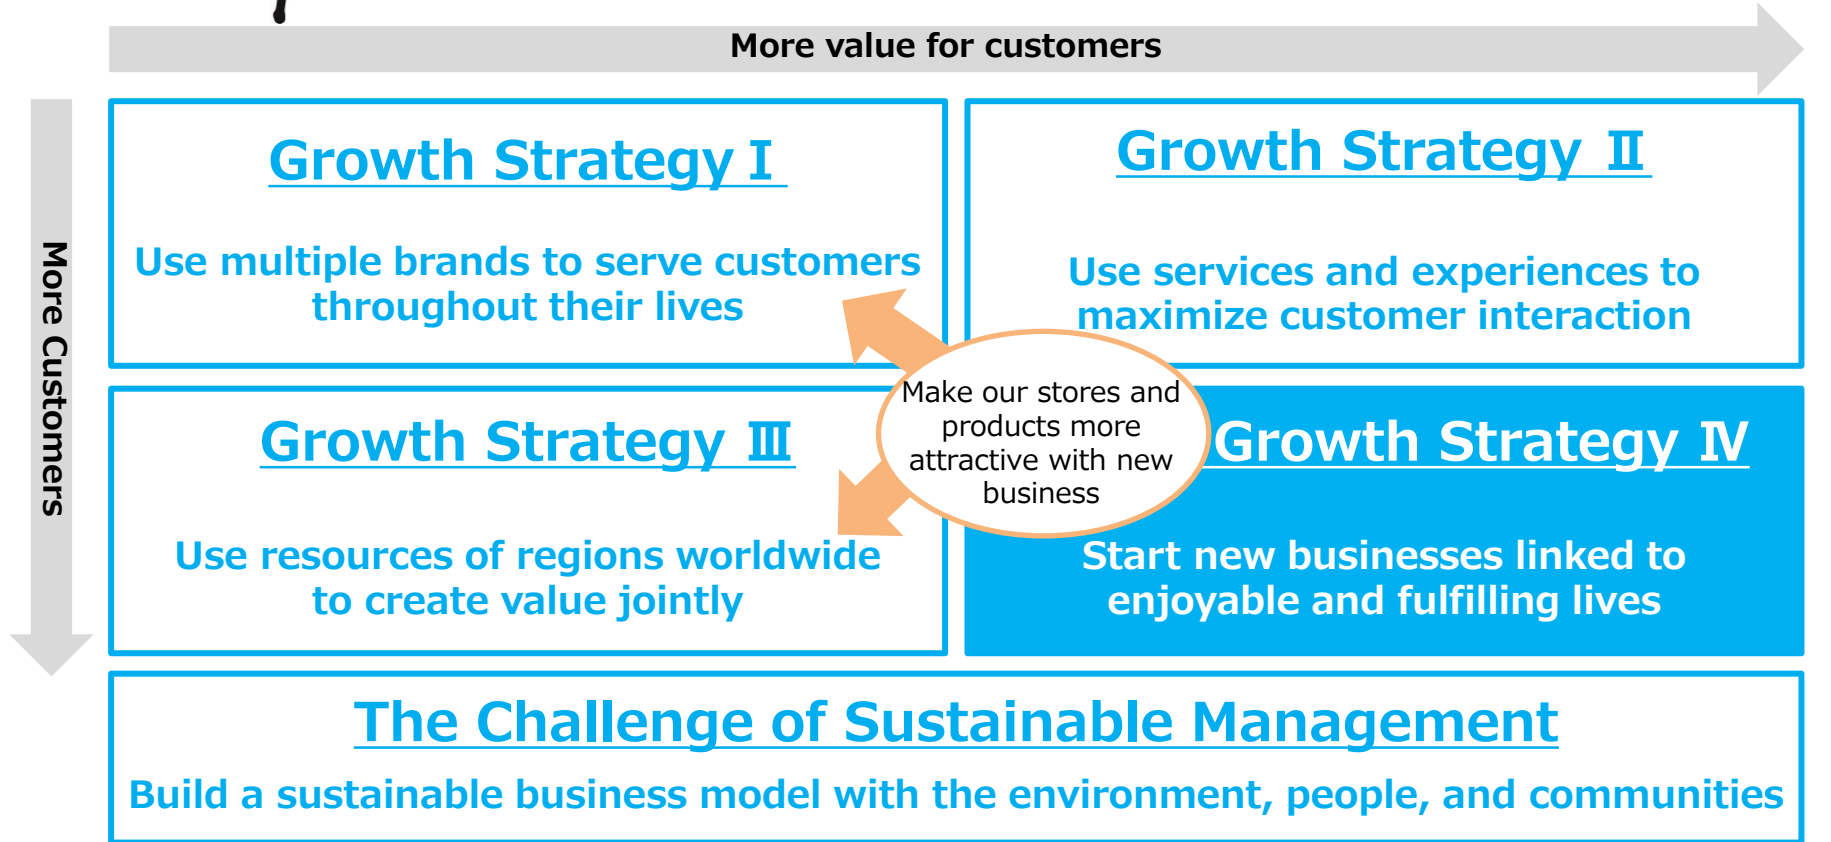 More value for customers
More Customers
Growth Strategy Ⅰ
Use multiple brands to serve customers
throughout their lives
Growth Strategy Ⅱ
Use services and experiences to
maximize customer interaction
Make our stores and
products more
attractive with new
business
Growth Strategy Ⅲ
Use resources of regions worldwide
to create value jointly
Growth Strategy Ⅳ
Start new businesses linked to
enjoyable and fulfilling lives
The Challenge of Sustainable Management
Build a sustainable business model with the environment, people, and communities